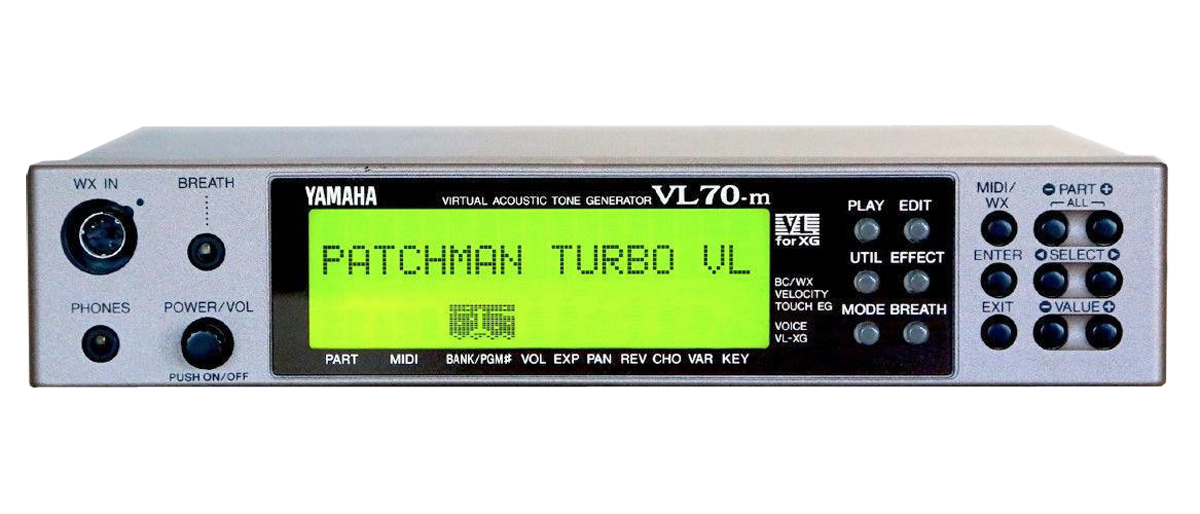 WX IN
BREATH
PHONES
POWER/VOL
PUSH ON/OFF
YAMAHA
VIRTUAL ACOUSTIC TONE GENERATOR VL70-m
PATCHMAN TURBO VL
PART MIDI BANK/PGM# VOL EXP PAN REV CHO VAR KEY
VL
for XG
BC/WX
VELOCITY
TOUCH EG
VOICE
VL-XG
PLAY EDIT
UTIL EFFECT
MODE BREATH
MIDI/
WX
ENTER
EXIT
PART
ALL
SELECT
VALUE